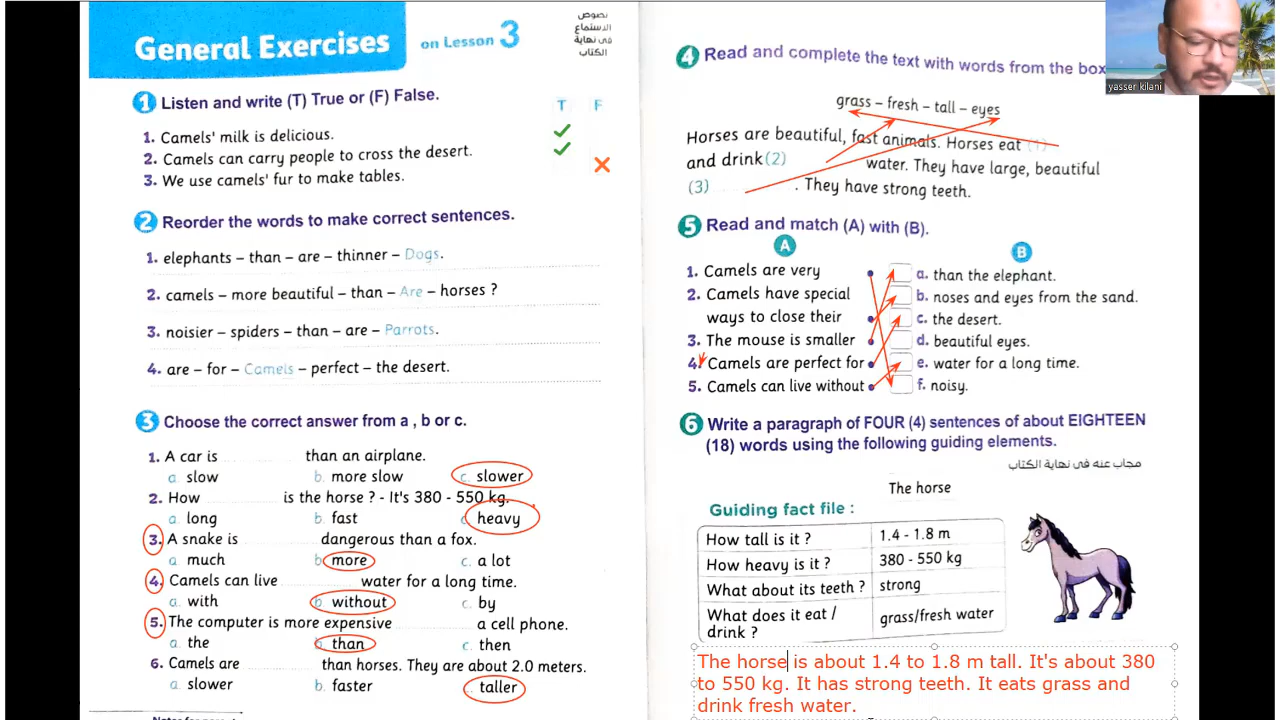 General Exercises on Lesson 3
نصوص
الاستماع
فى نهاية
الكتاب
1 Listen and write (T) True or (F) False.
T F
1. Camels' milk is delicious.
2. Camels can carry people to cross the desert.
3. We use camels' fur to make tables.
2 Reorder the words to make correct sentences.
1. elephants – than – are – thinner – Dogs.
2. camels – more beautiful – than – Are – horses ?
3. noisier – spiders – than – are – Parrots.
4. are – for – Camels – perfect – the desert.
3 Choose the correct answer from a , b or c.
1. A car is than an airplane.
a. slow b. more slow c. slower
2. How is the horse ? - It's 380 - 550 kg.
a. long b. fast c. heavy
3. A snake is dangerous than a fox.
a. much b. more c. a lot
4. Camels can live water for a long time.
a. with b. without c. by
5. The computer is more expensive a cell phone.
a. the b. than c. then
6. Camels are than horses. They are about 2.0 meters.
a. slower b. faster c. taller
4 Read and complete the text with words from the box
grass – fresh – tall – eyes
Horses are beautiful, fast animals. Horses eat (1)
and drink (2) water. They have large, beautiful
(3) . They have strong teeth.
5 Read and match (A) with (B).
A B
1. Camels are very a. than the elephant.
2. Camels have special b. noses and eyes from the sand.
ways to close their c. the desert.
3. The mouse is smaller d. beautiful eyes.
4. Camels are perfect for e. water for a long time.
5. Camels can live without f. noisy.
6 Write a paragraph of FOUR (4) sentences of about EIGHTEEN
(18) words using the following guiding elements.
مجاب عنه فى نهاية الكتاب
The horse
Guiding fact file :
How tall is it ? 1.4 - 1.8 m
How heavy is it ? 380 - 550 kg
What about its teeth ? strong
What does it eat / grass/fresh water
drink ?
The horse is about 1.4 to 1.8 m tall. It's about 380
to 550 kg. It has strong teeth. It eats grass and
drink fresh water.
yasser kilani